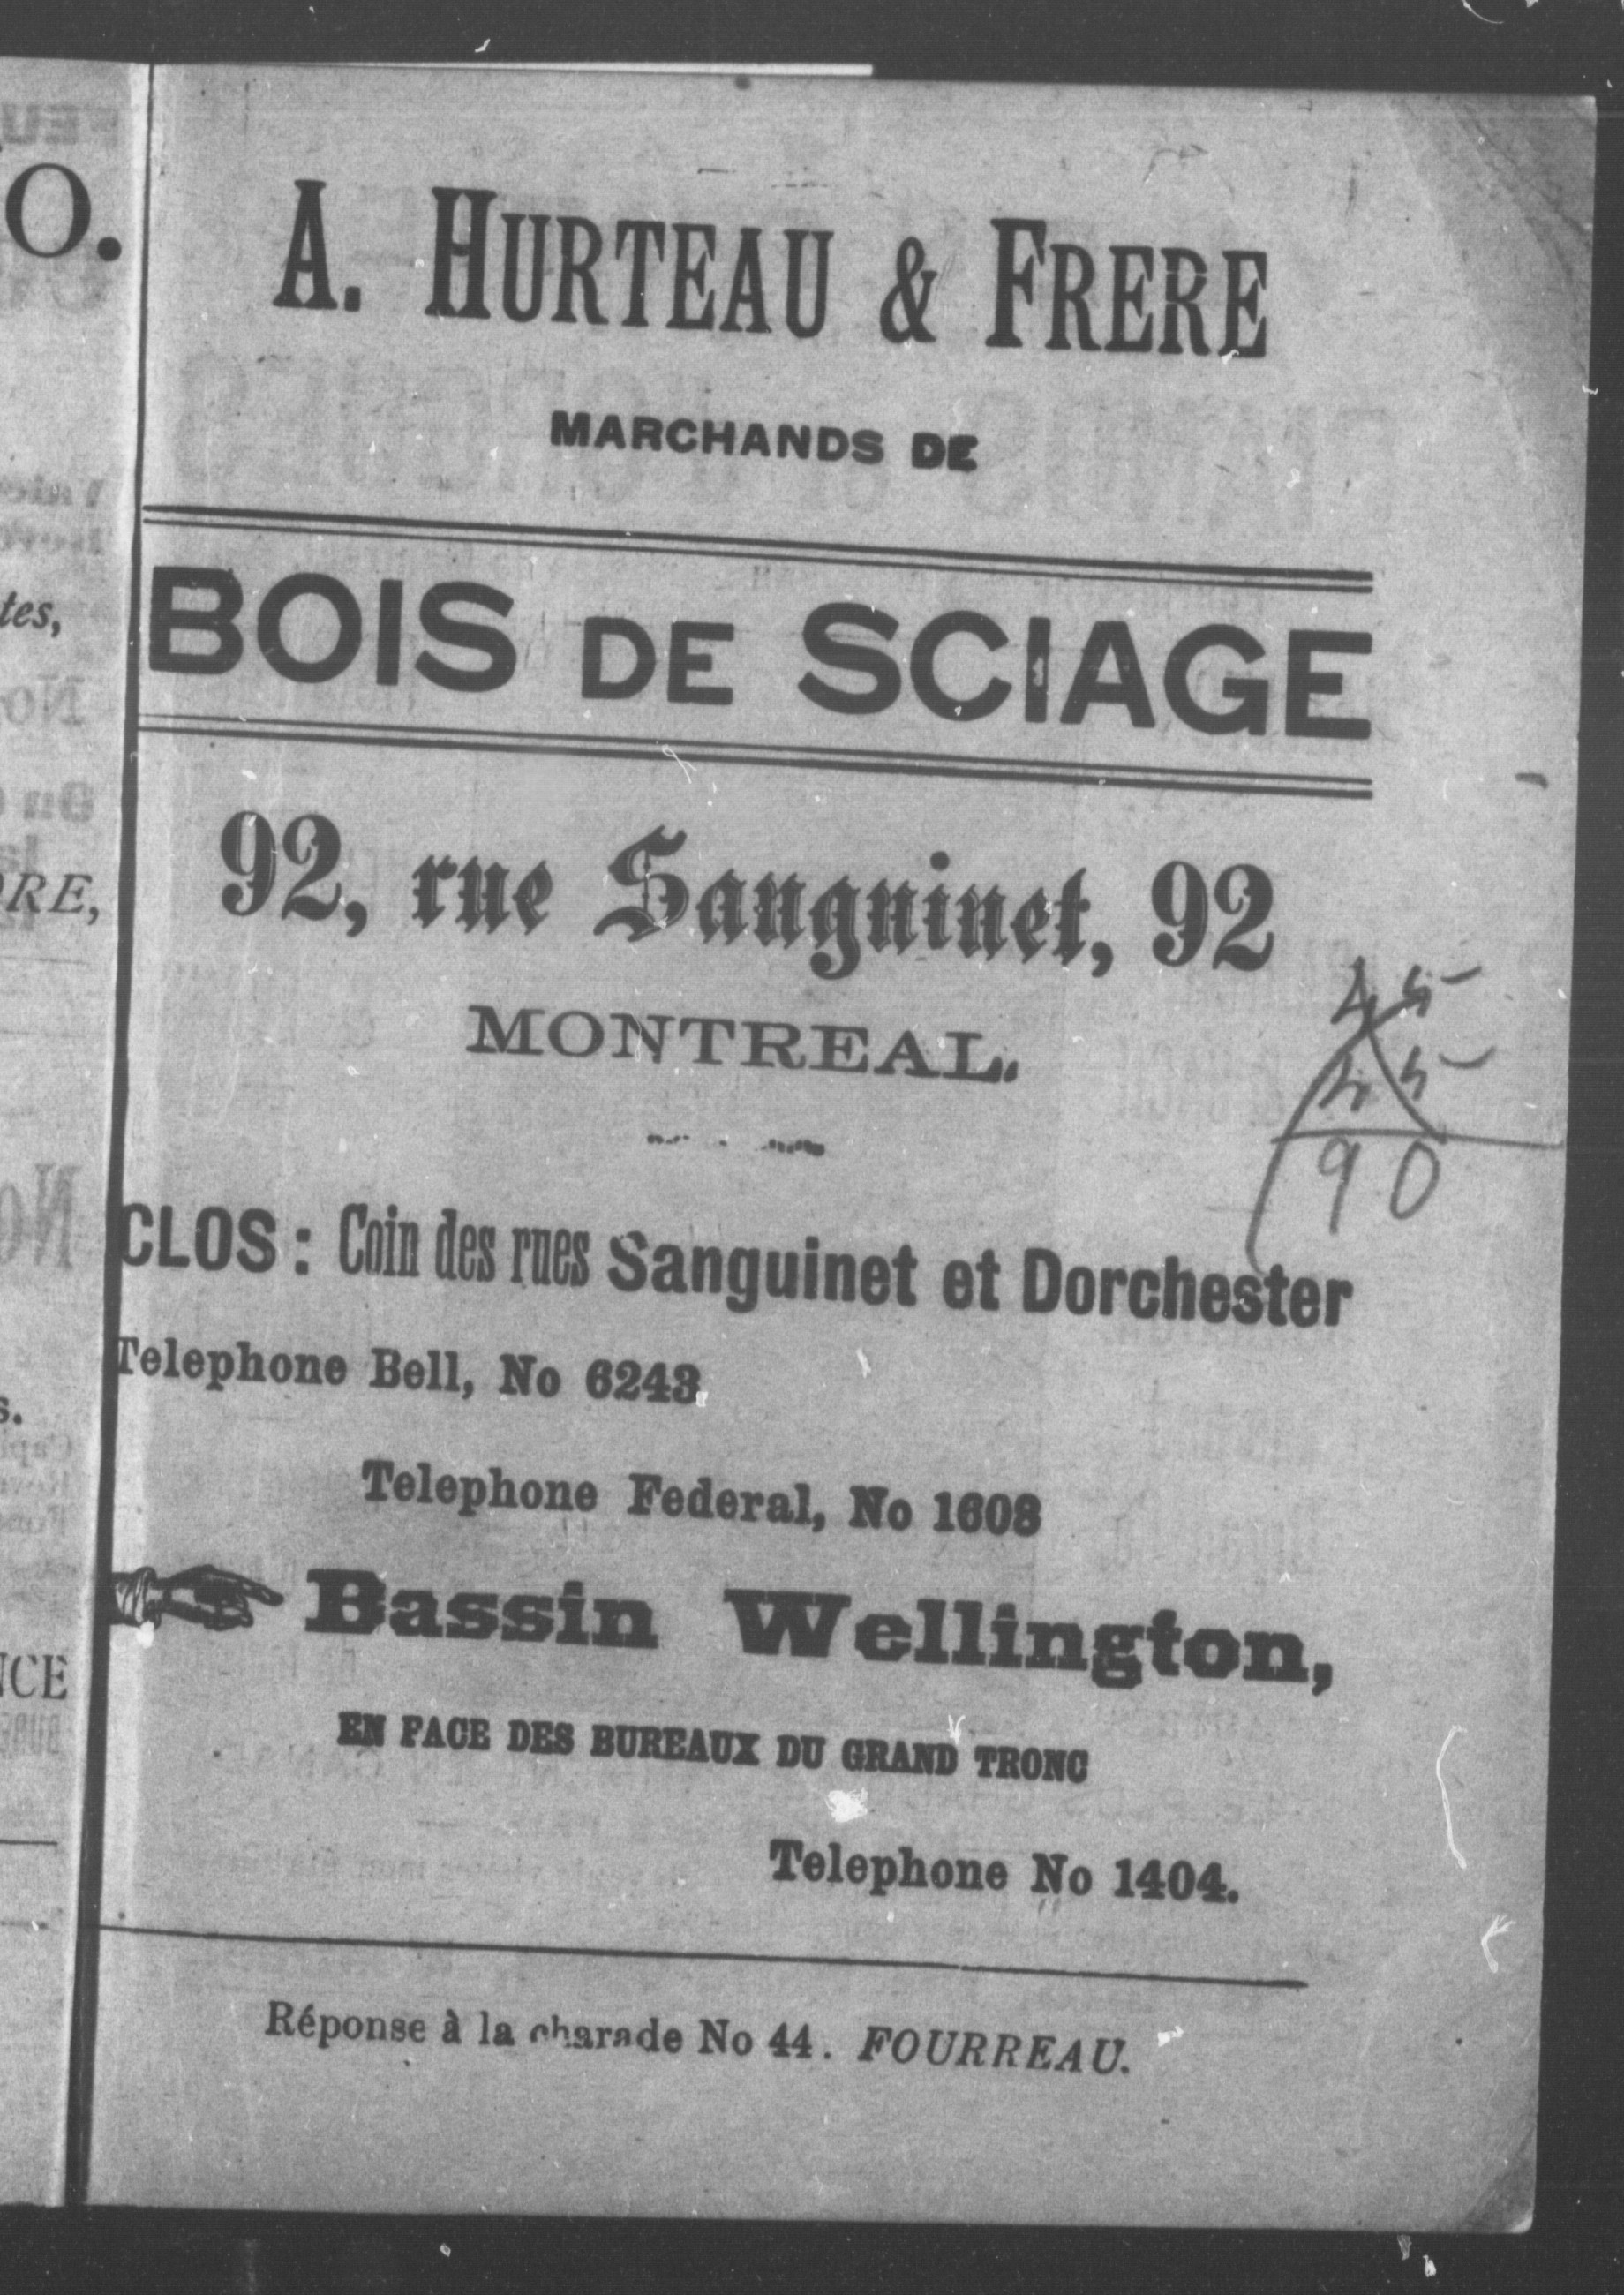 A. HURTEAU & FRERE
MARCHANDS DE
BOIS DE SCIAGE
92, rue Sanguinet, 92
MONTREAL.
45
45
90
CLOS : Coin des rues Sanguinet et Dorchester
Telephone Bell, No 6243
Telephone Federal, No 1608
Bassin Wellington,
EN FACE DES BUREAUX DU GRAND TRONC
Telephone No 1404.
Réponse à la charade No 44. FOURREAU.